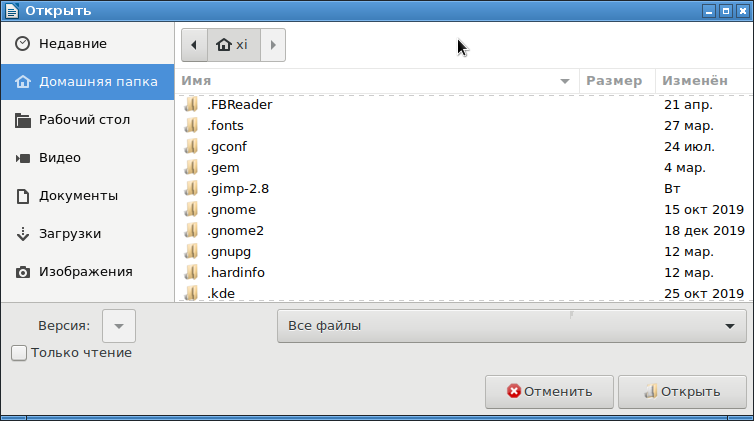 Открыть
Недавние
Домашняя папка
Рабочий стол
Видео
Документы
Загрузки
Изображения
xi
Имя Размер Изменён
.FBReader 21 апр.
.fonts 27 мар.
.gconf 24 июл.
.gem 4 мар.
.gimp-2.8 Вт
.gnome 15 окт 2019
.gnome2 18 дек 2019
.gnupg 12 мар.
.hardinfo 12 мар.
.kde 25 окт 2019
Версия: Все файлы
Только чтение
Отменить Открыть